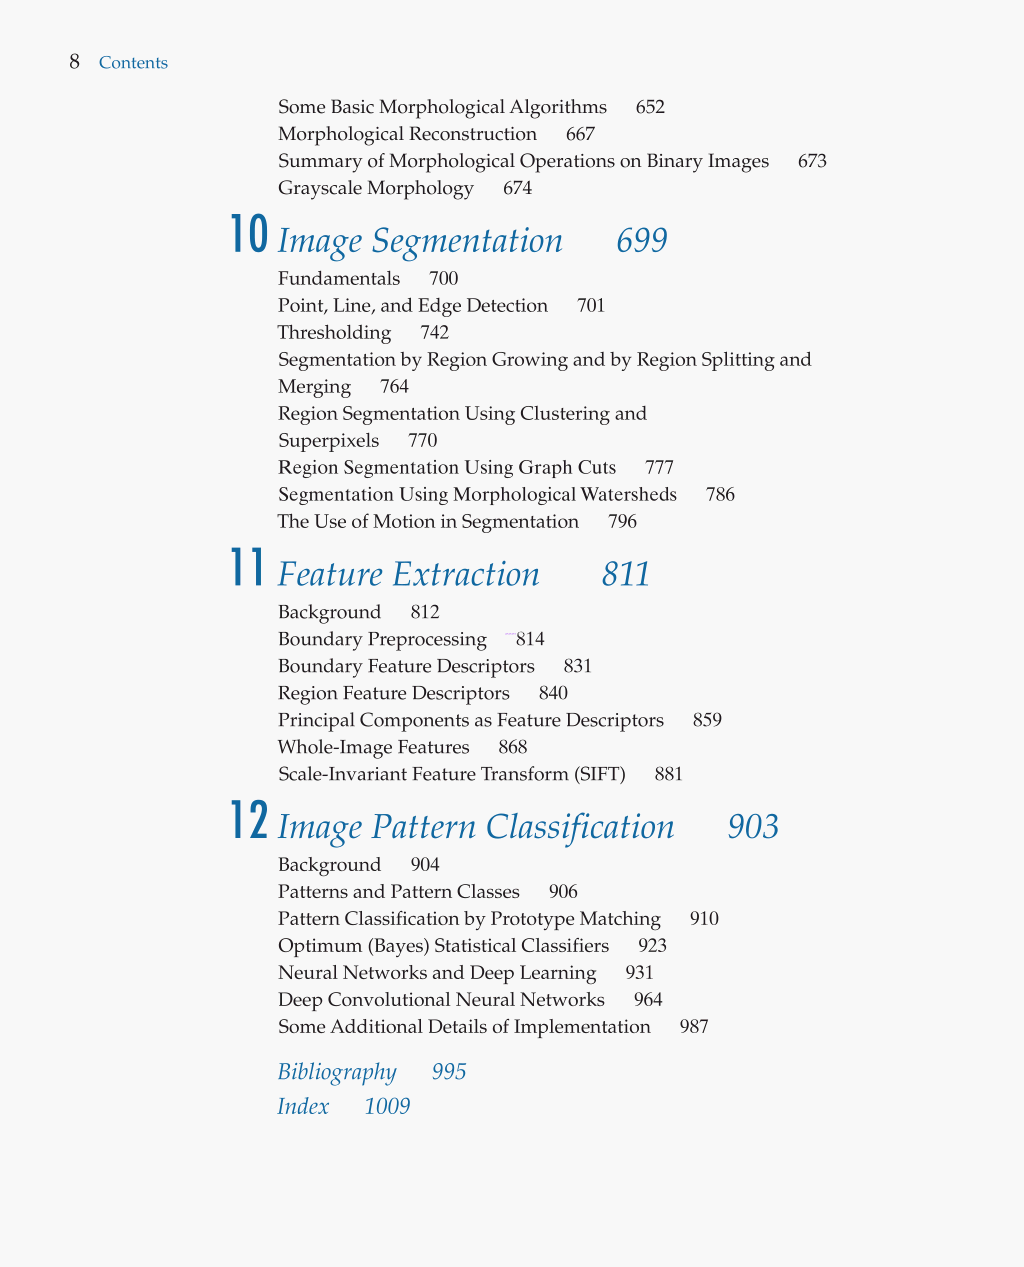 8 Contents
Some Basic Morphological Algorithms 652
Morphological Reconstruction 667
Summary of Morphological Operations on Binary Images 673
Grayscale Morphology 674
10 Image Segmentation 699
Fundamentals 700
Point, Line, and Edge Detection 701
Thresholding 742
Segmentation by Region Growing and by Region Splitting and
Merging 764
Region Segmentation Using Clustering and
Superpixels 770
Region Segmentation Using Graph Cuts 777
Segmentation Using Morphological Watersheds 786
The Use of Motion in Segmentation 796
11 Feature Extraction 811
Background 812
Boundary Preprocessing 814
Boundary Feature Descriptors 831
Region Feature Descriptors 840
Principal Components as Feature Descriptors 859
Whole-Image Features 868
Scale-Invariant Feature Transform (SIFT) 881
12 Image Pattern Classification 903
Background 904
Patterns and Pattern Classes 906
Pattern Classification by Prototype Matching 910
Optimum (Bayes) Statistical Classifiers 923
Neural Networks and Deep Learning 931
Deep Convolutional Neural Networks 964
Some Additional Details of Implementation 987
Bibliography 995
Index 1009